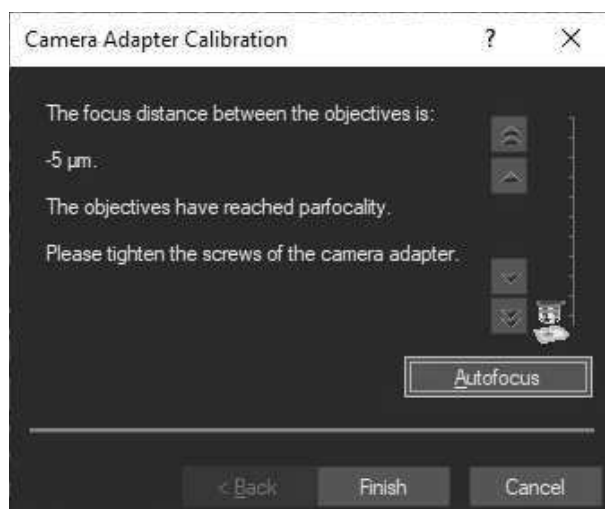 Camera Adapter Calibration ?
The focus distance between the objectives is:
-5 µm.
The objectives have reached parfocality.
Please tighten the screws of the camera adapter.
Autofocus
< Back Finish Cancel